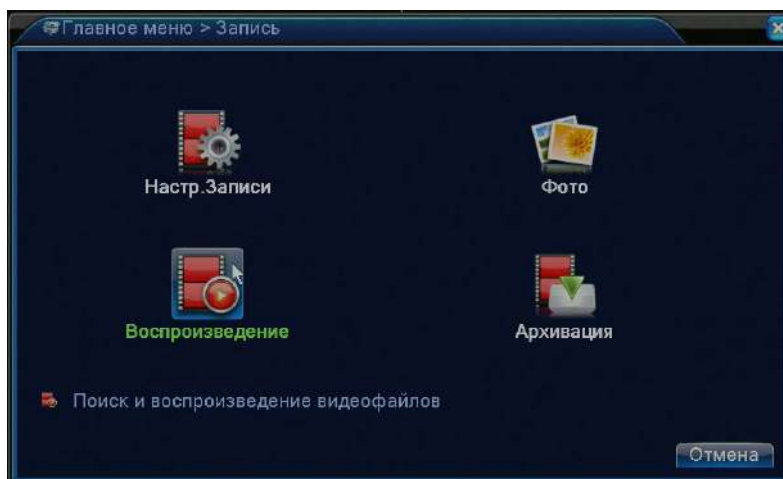 Главное меню > Запись
Настр.Записи
Фото
Воспроизведение
Архивация
Поиск и воспроизведение видеофайлов
Отмена